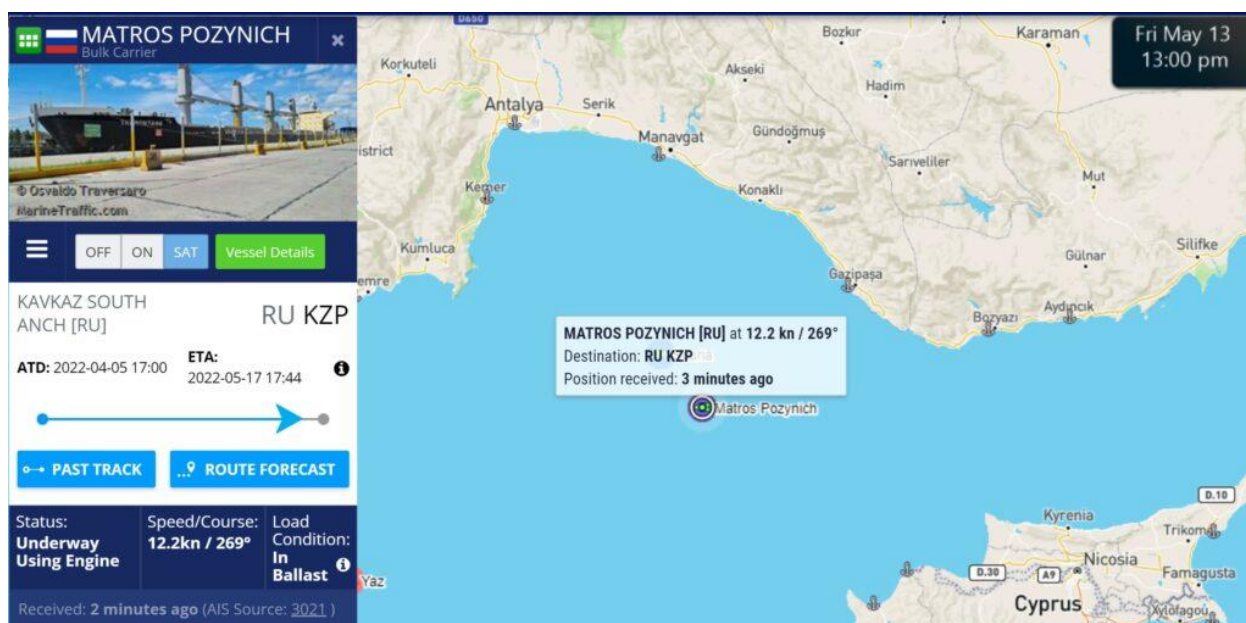 MATROS POZYNICH
Bulk Carrier
×
© Osvaldo Traversaro
MarineTraffic.com
OFF ON SAT Vessel Details
KAVKAZ SOUTH
ANCH [RU]
RU KZP
ATD: 2022-04-05 17:00
ETA:
2022-05-17 17:44
PAST TRACK
ROUTE FORECAST
Status:
Underway
Using Engine
Speed/Course:
12.2kn / 269°
Load
Condition:
In
Ballast
Received: 2 minutes ago (AIS Source: 3021 )
Fri May 13
13:00 pm
D650
Bozkır
Karaman
Korkuteli
Akseki
Hadim
Antalya
Serik
Manavgat
Gündoğmuş
istrict
Sarıveliler
Mut
Kemer
Konaklı
Kumluca
Gülnar
Silifke
Gazipaşa
emre
Aydıncık
Bozyazı
MATROS POZYNICH [RU] at 12.2 kn / 269°
Destination: RU KZP
Position received: 3 minutes ago
Matros Pozynich
D.10
Kyrenia
Trikomo
Nicosia
D.30
A9
Famagusta
Yaz
Cyprus
Xylofagou